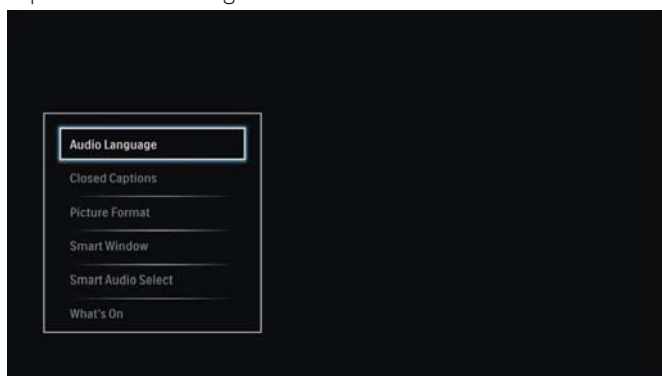 Audio Language
Closed Captions
Picture Format
Smart Window
Smart Audio Select
What's On